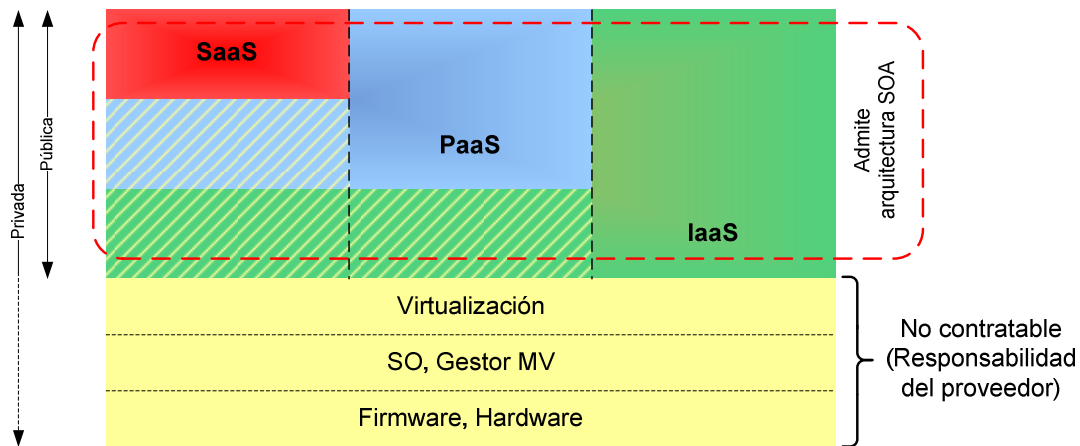 SaaS
PaaS
IaaS
Privada
Pública
Admite
arquitectura SOA
Virtualización
SO, Gestor MV
Firmware, Hardware
No contratable
(Responsabilidad
del proveedor)